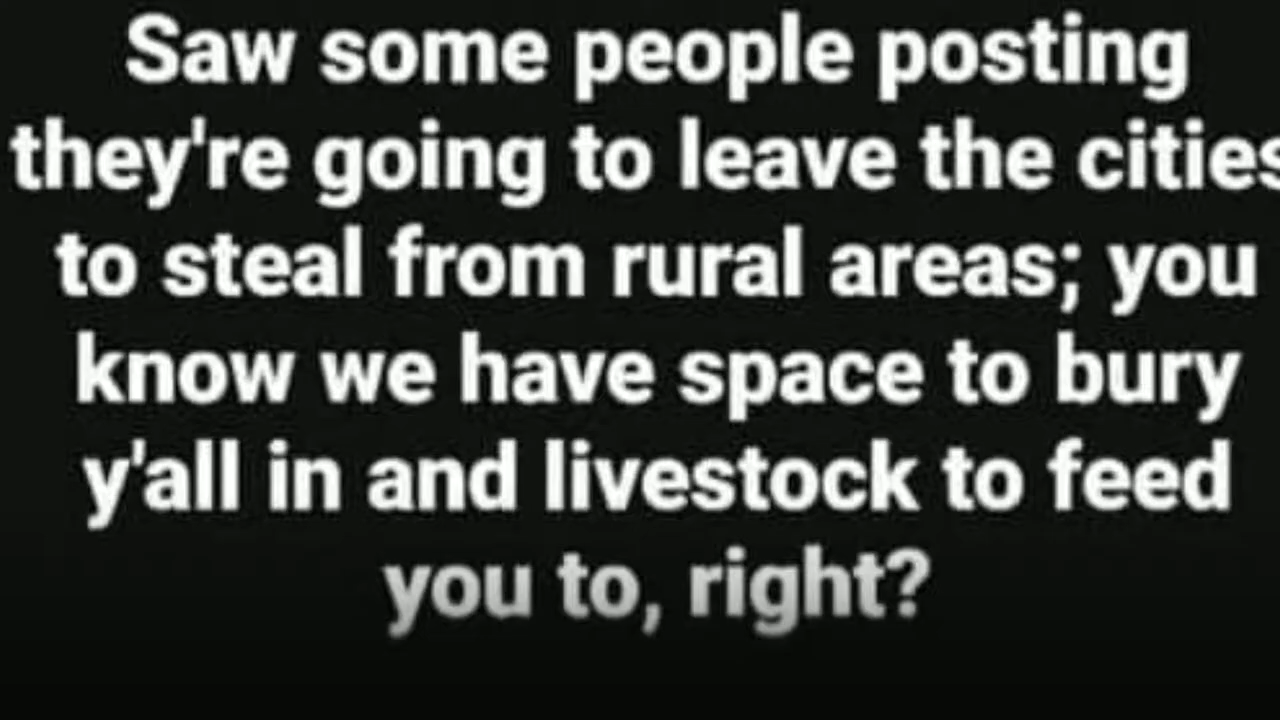 Saw some people posting
they're going to leave the cities
to steal from rural areas; you
know we have space to bury
y'all in and livestock to feed
you to, right?